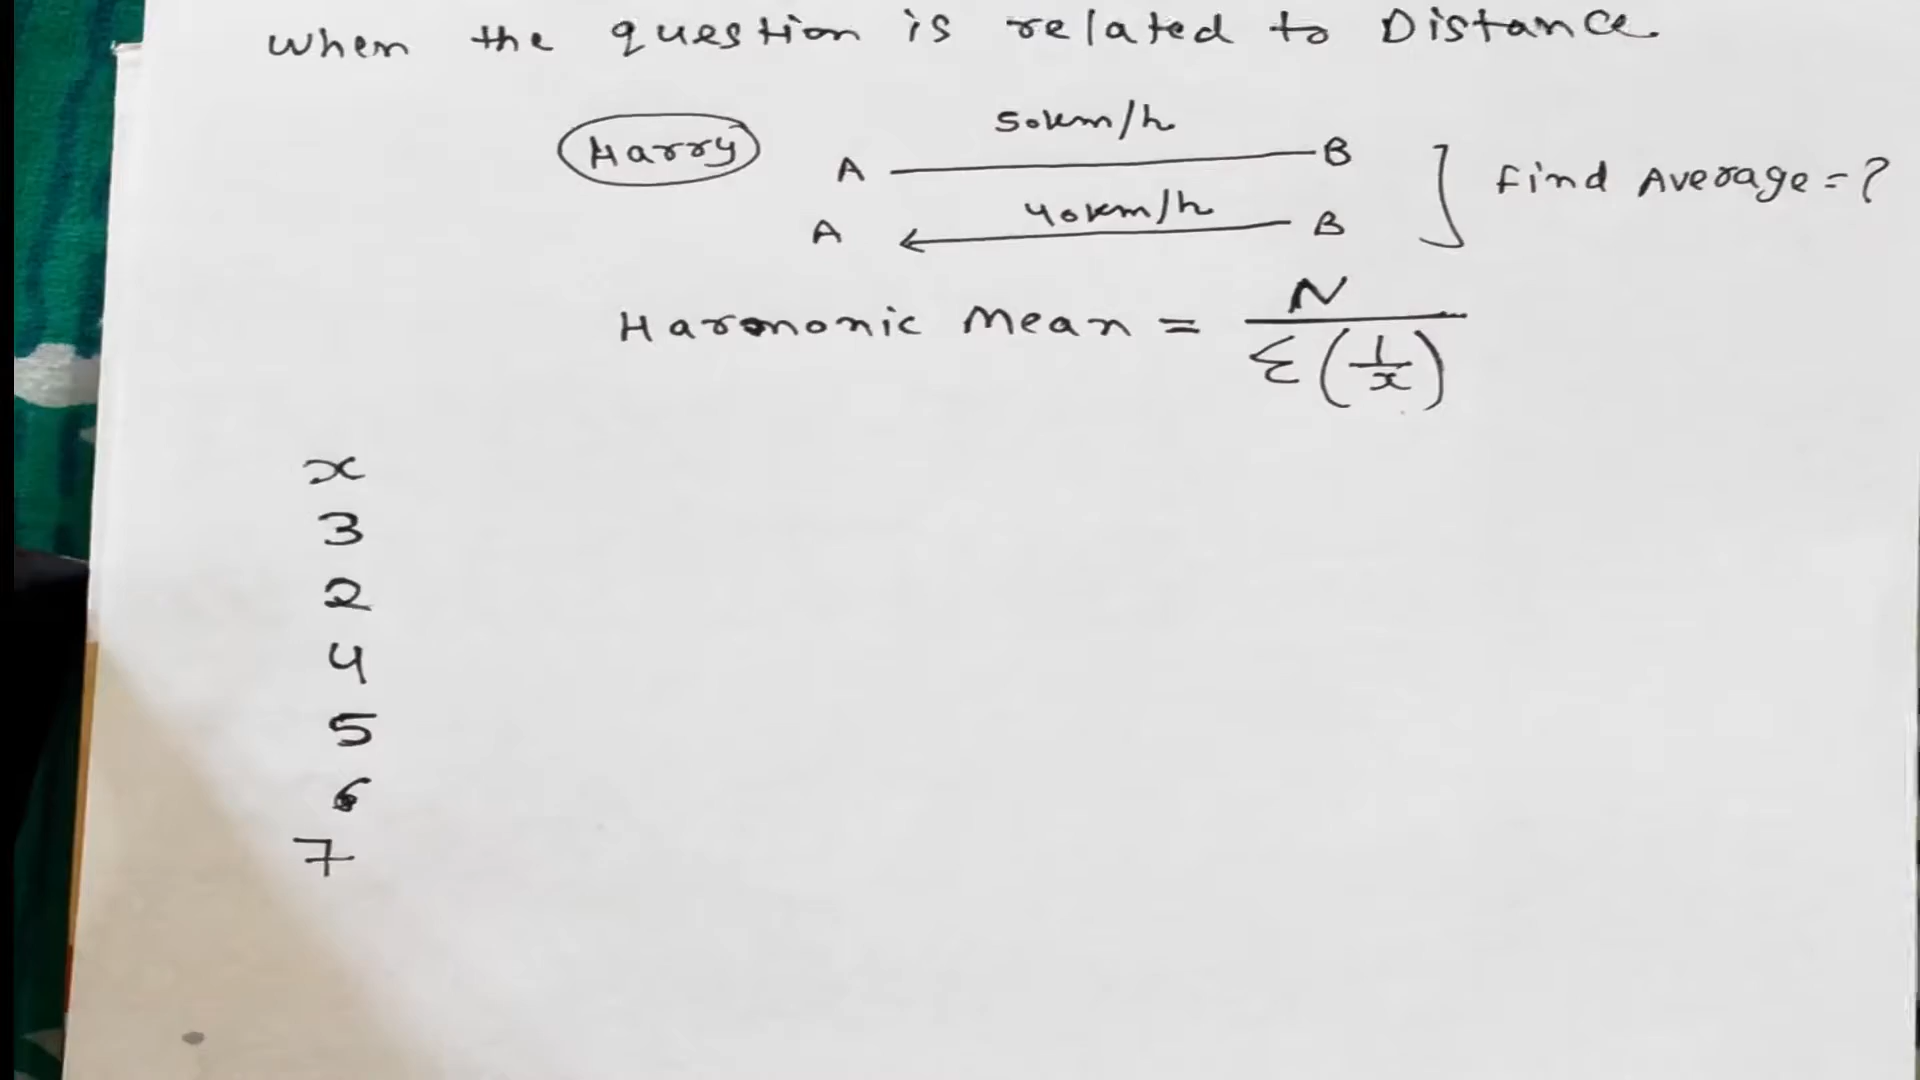 When the question is related to Distance.
Harry
50km/h
A B
40km/h
A B
Find Average = ?
Harmonic Mean = N / Σ(1/x)
x
3
2
4
5
6
7